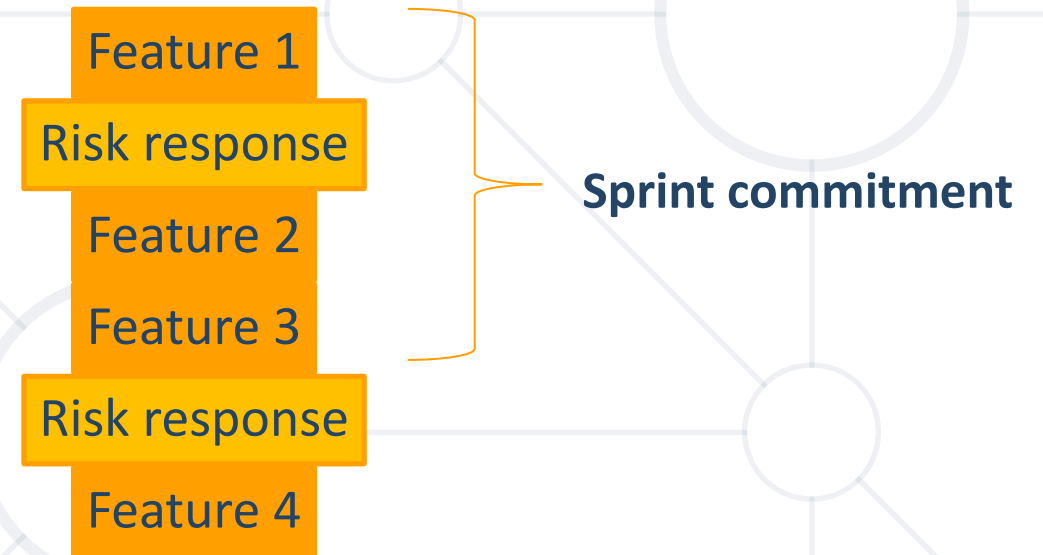 Feature 1
Risk response
Feature 2
Sprint commitment
Feature 3
Risk response
Feature 4